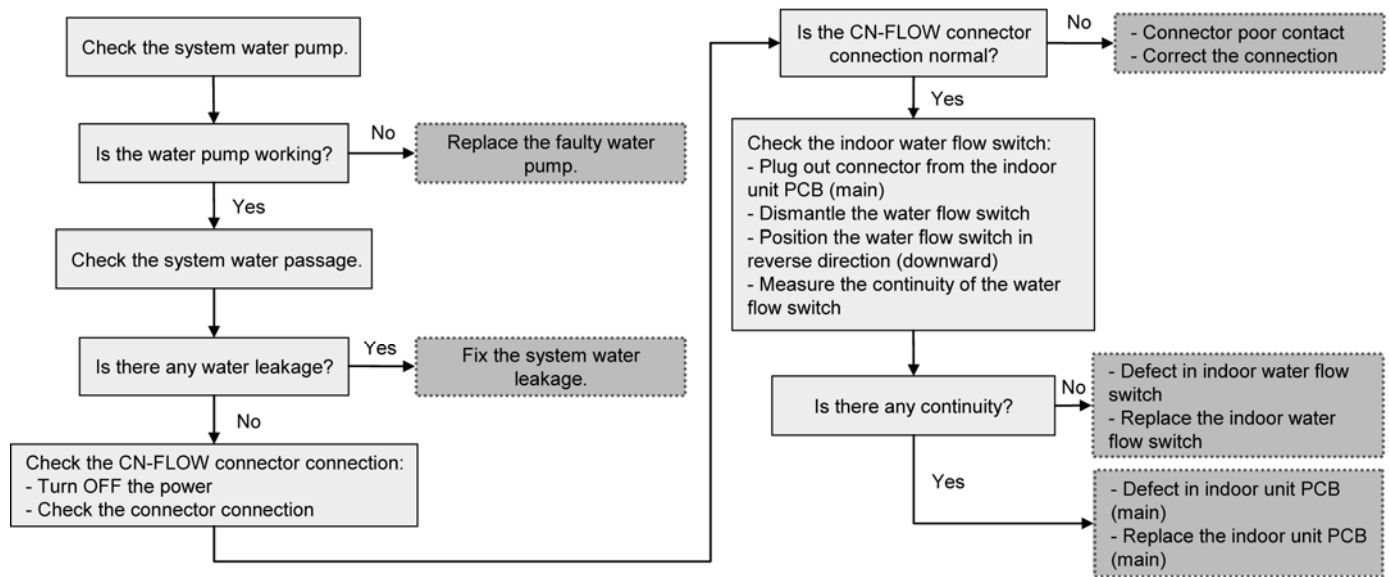 Check the system water pump.
Is the water pump working?
No
Replace the faulty water
pump.
Yes
Check the system water passage.
Is there any water leakage?
Yes
Fix the system water
leakage.
No
Check the CN-FLOW connector connection:
- Turn OFF the power
- Check the connector connection
Is the CN-FLOW connector
connection normal?
No
- Connector poor contact
- Correct the connection
Yes
Check the indoor water flow switch:
- Plug out connector from the indoor
unit PCB (main)
- Dismantle the water flow switch
- Position the water flow switch in
reverse direction (downward)
- Measure the continuity of the water
flow switch
Is there any continuity?
No
- Defect in indoor water flow
switch
- Replace the indoor water
flow switch
Yes
- Defect in indoor unit PCB
(main)
- Replace the indoor unit PCB
(main)